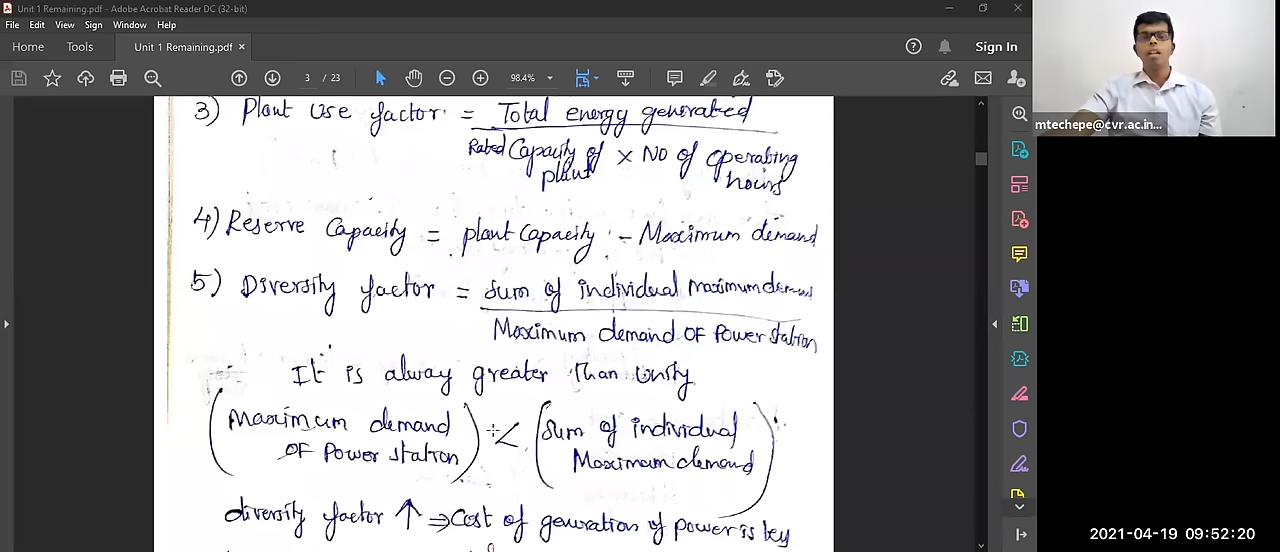 Unit 1 Remaining.pdf - Adobe Acrobat Reader DC (32-bit)
File Edit View Sign Window Help
Home Tools Unit 1 Remaining.pdf × Sign In
3 / 23 98.4%
mtechepe@cvr.ac.in...
3) Plant use factor = Total energy generated
Rated Capacity of plant × No of operating hours
4) Reserve Capacity = plant capacity - Maximum demand
5) Diversity factor = Sum of individual maximum demand
Maximum demand of Power station
It is alway greater than unity
(Maximum demand of Power station) < (Sum of individual Maximum demand)
diversity factor ↑ ⇒ Cost of generation of power is
2021-04-19 09:52:20